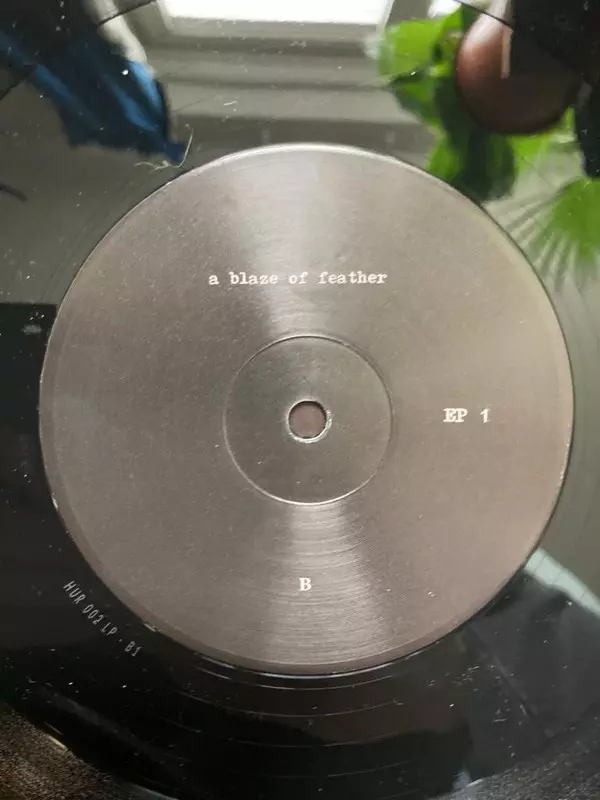 a blaze of feather
EP 1
B
HUR 002 LP - B1